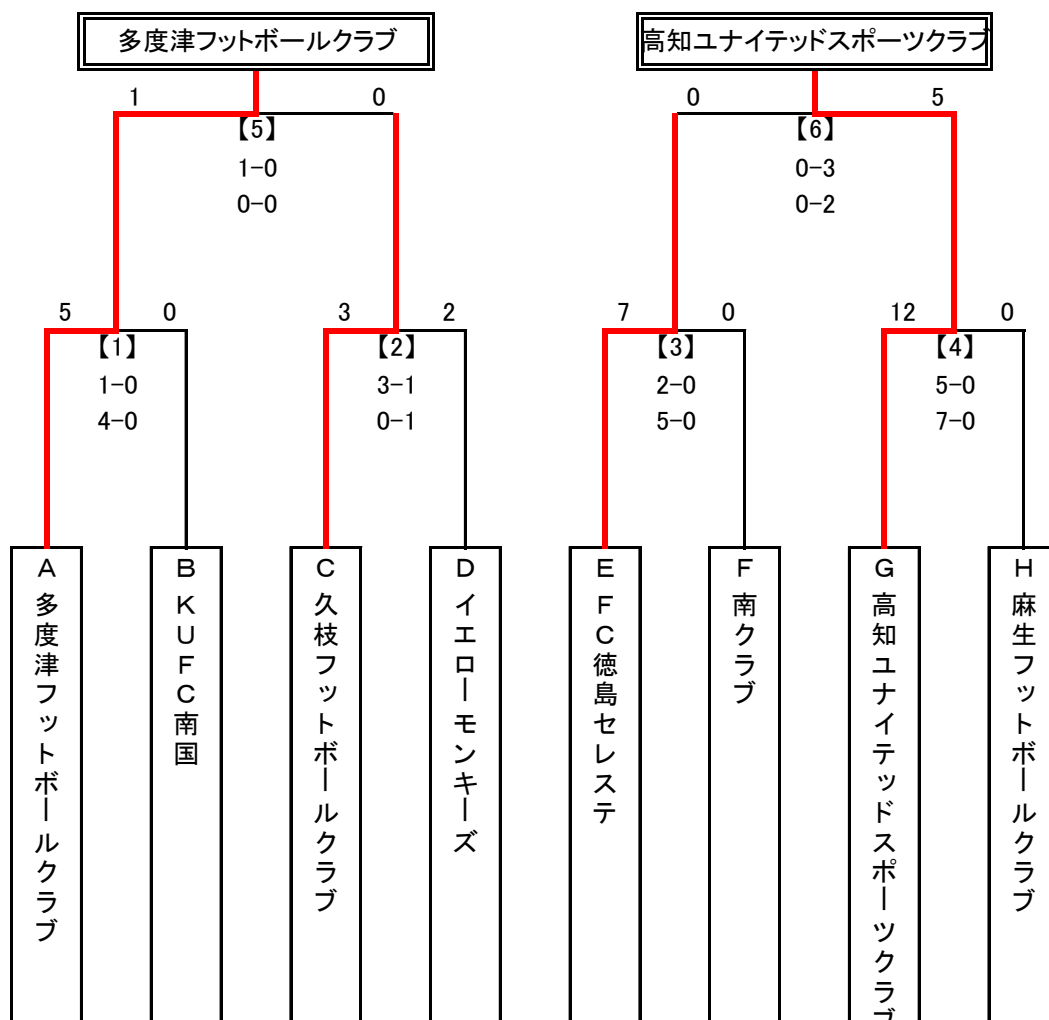 多度津フットボールクラブ
高知ユナイテッドスポーツクラブ
1 0
0 5
【5】
1-0
0-0
【6】
0-3
0-2
5 0
3 2
7 0
12 0
【1】
1-0
4-0
【2】
3-1
0-1
【3】
2-0
5-0
【4】
5-0
7-0
A
多度津フットボールクラブ
B
KUFC南国
C
久枝フットボールクラブ
D
イエローモンキーズ
E
FC徳島セレステ
F
南クラブ
G
高知ユナイテッドスポーツクラブ
H
麻生フットボールクラブ